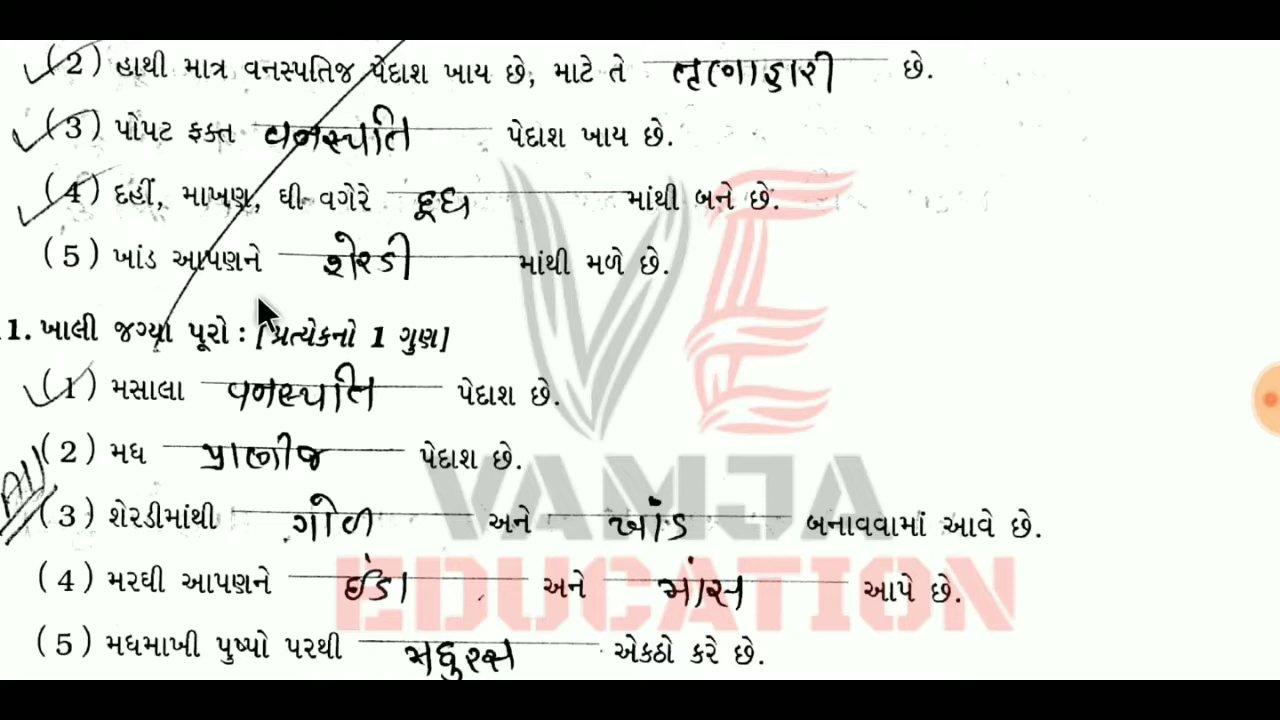 (2) હાથી માત્ર વનસ્પતિજ પેદાશ ખાય છે, માટે તે તૃણાહારી છે.
(3) પોપટ ફક્ત વનસ્પતિ પેદાશ ખાય છે.
(4) દહીં, માખણ, ઘી વગેરે દૂધ માંથી બને છે.
(5) ખાંડ આપણને શેરડી માંથી મળે છે.
1. ખાલી જગ્યા પૂરો : [પ્રત્યેકનો 1 ગુણ]
(1) મસાલા વનસ્પતિ પેદાશ છે.
(2) મધ પ્રાણીજ પેદાશ છે.
(3) શેરડીમાંથી ગોળ અને ખાંડ બનાવવામાં આવે છે.
(4) મરઘી આપણને ઈંડા અને માંસ આપે છે.
(5) મધમાખી પુષ્પો પરથી મધુરસ એકઠો કરે છે.
VE
VAMJA
EDUCATION